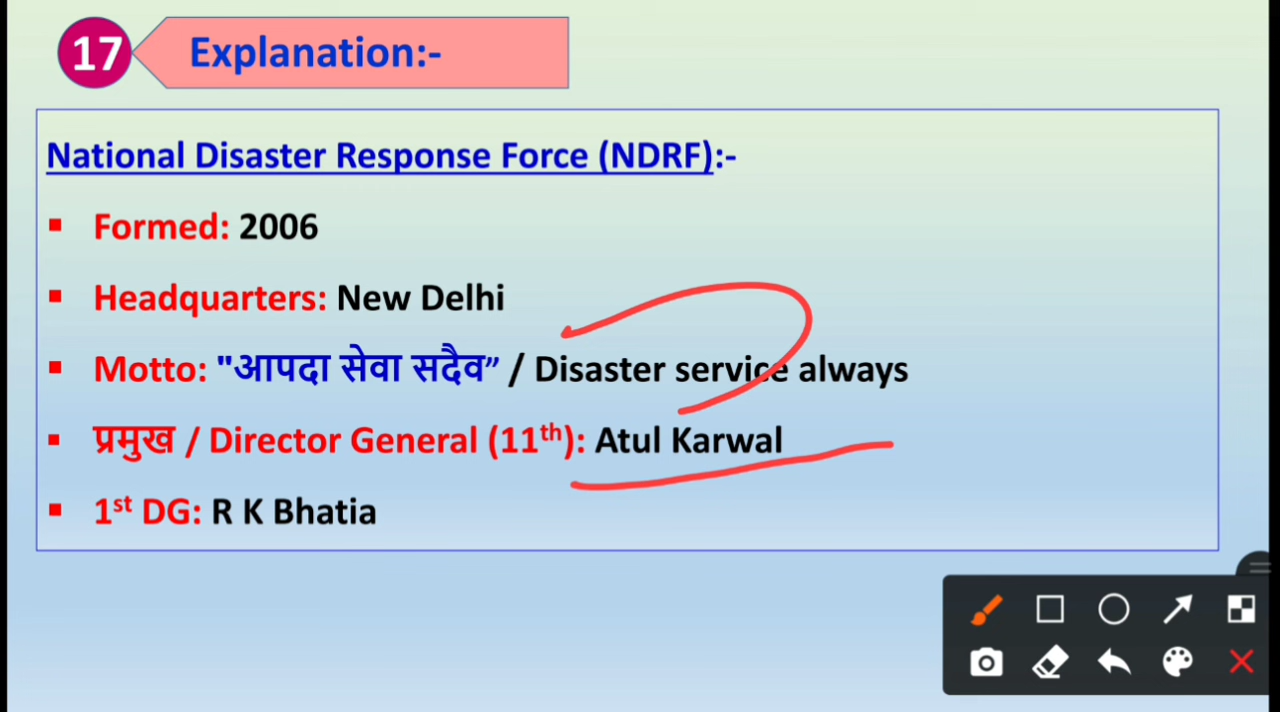 17 Explanation:-
National Disaster Response Force (NDRF):-
▪ Formed: 2006
▪ Headquarters: New Delhi
▪ Motto: "आपदा सेवा सदैव” / Disaster service always
▪ प्रमुख / Director General (11th): Atul Karwal
▪ 1st DG: R K Bhatia